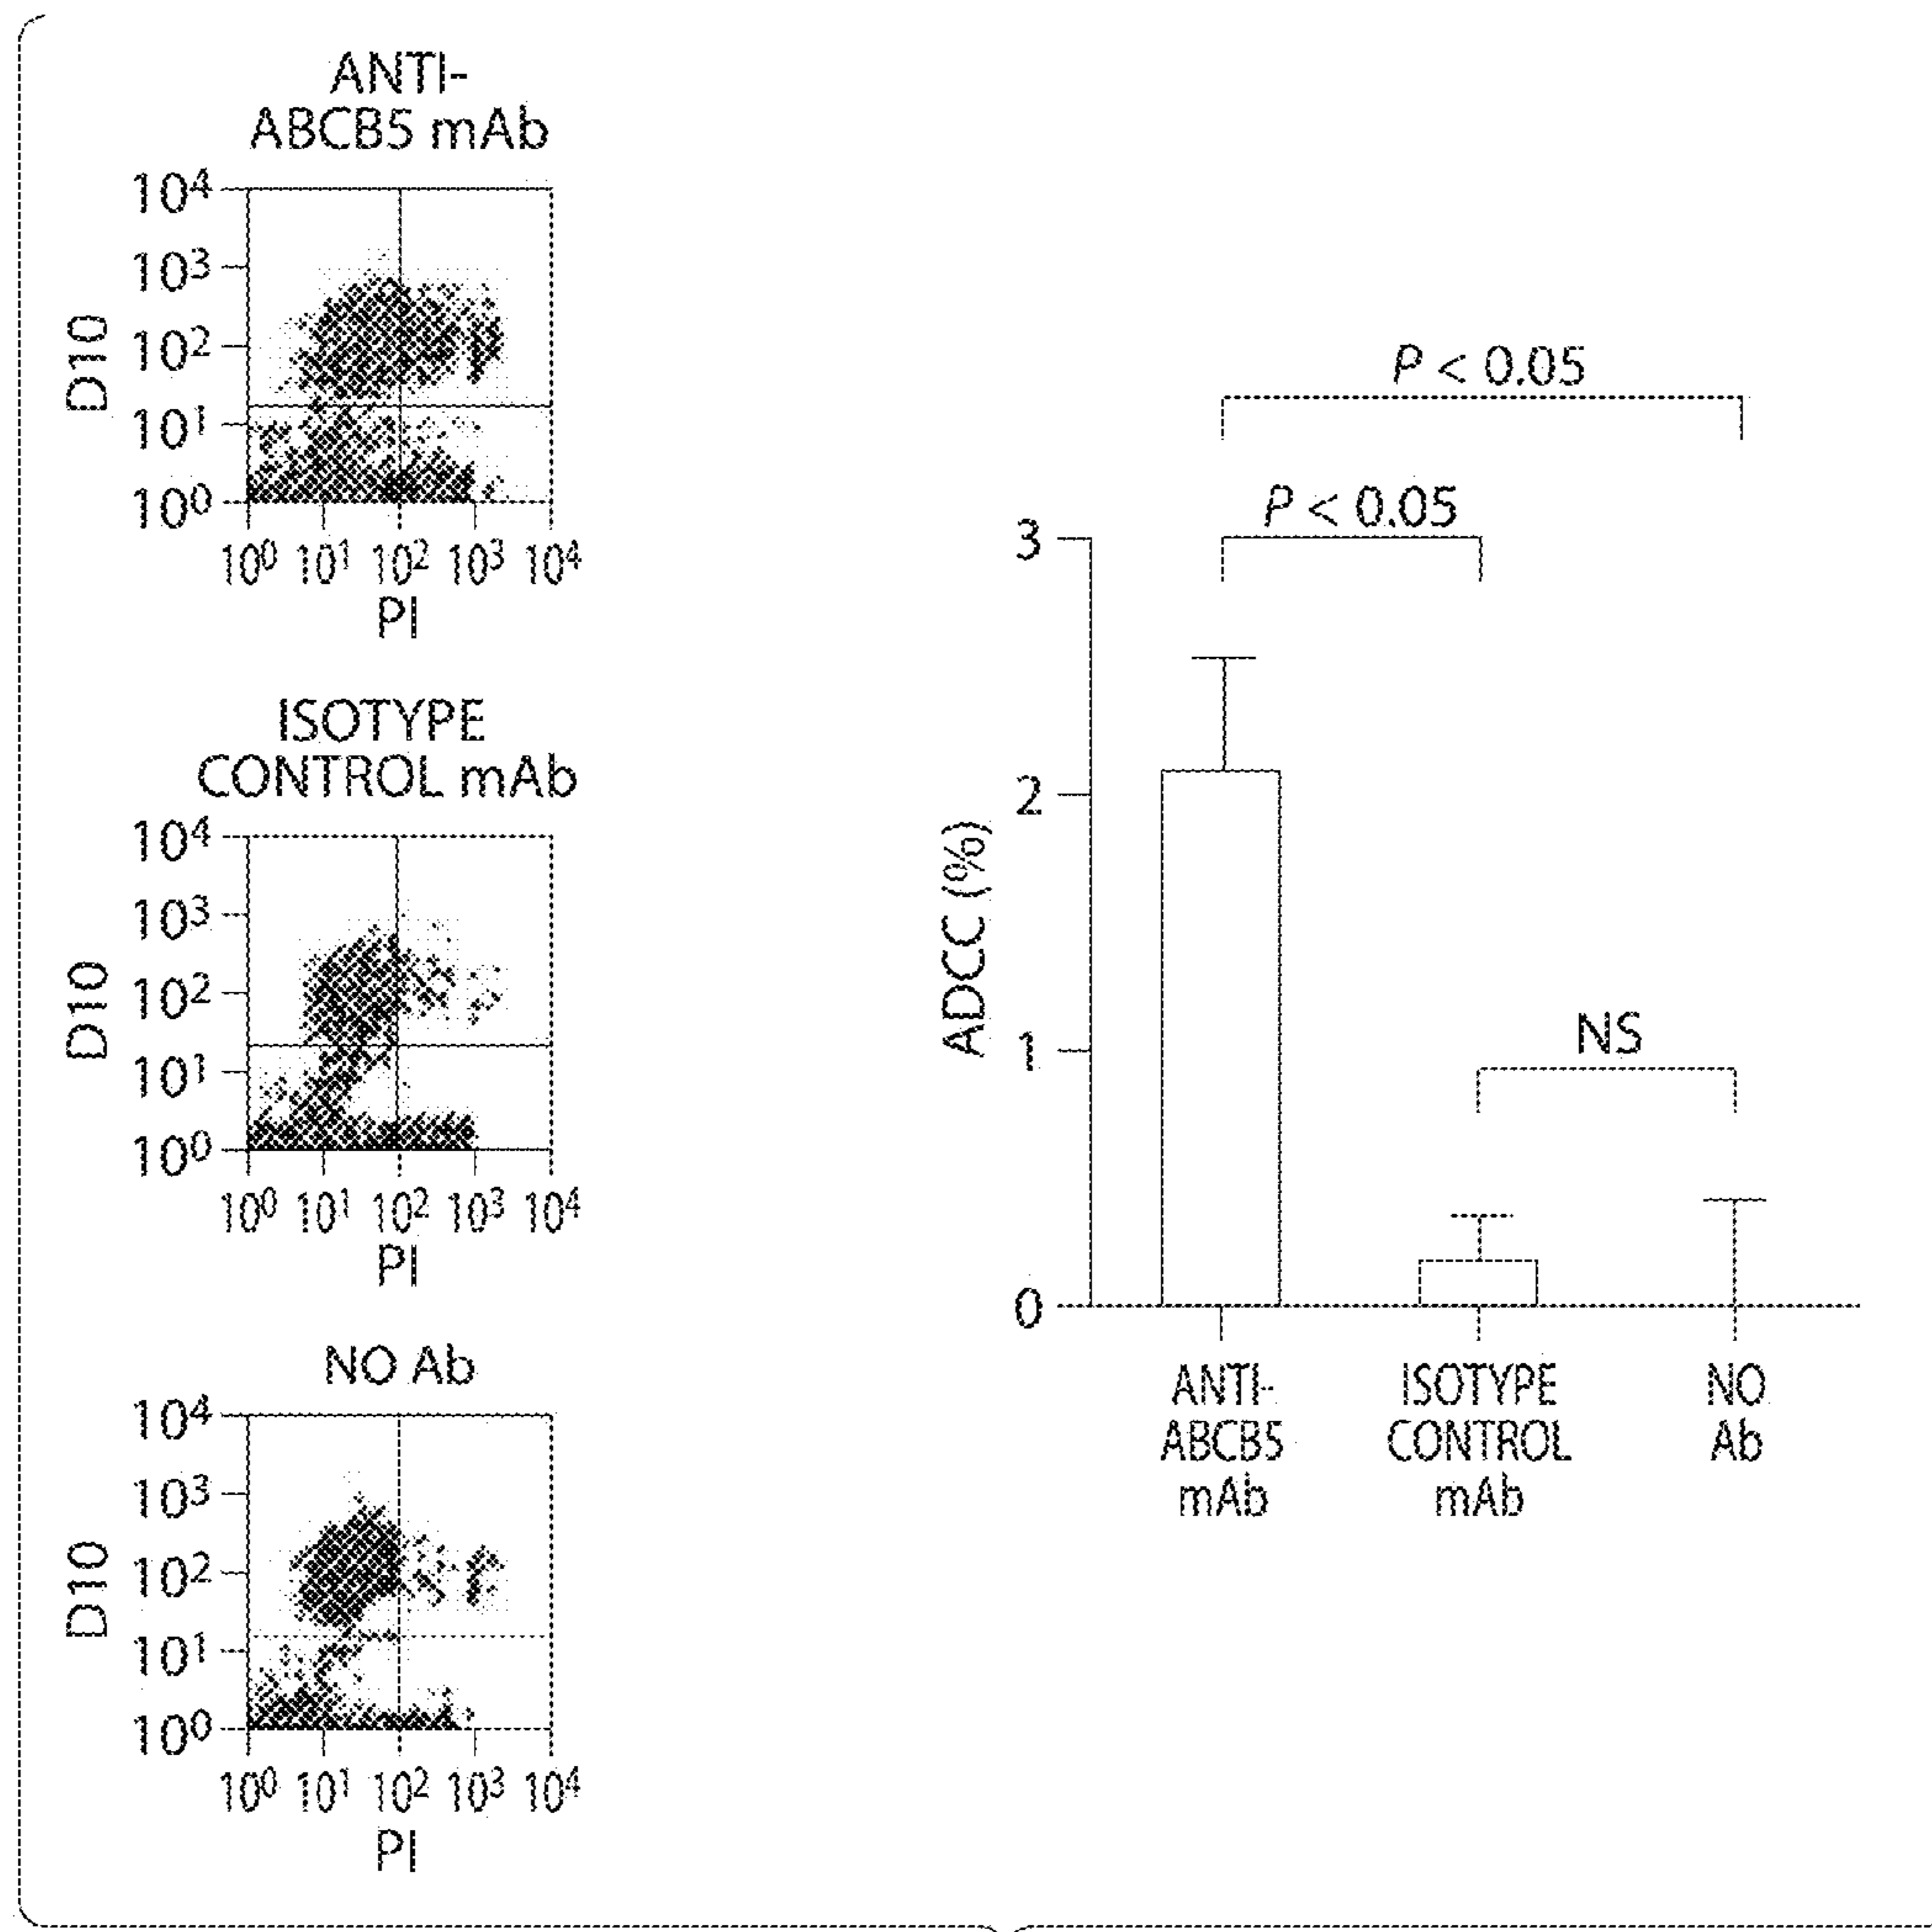 ANTI-
ABCB5 mAb
10⁴
10³
10²
10¹
10⁰
D10
10⁰ 10¹ 10² 10³ 10⁴
PI
ISOTYPE
CONTROL mAb
10⁴
10³
10²
10¹
10⁰
D10
10⁰ 10¹ 10² 10³ 10⁴
PI
NO Ab
10⁴
10³
10²
10¹
10⁰
D10
10⁰ 10¹ 10² 10³ 10⁴
PI
P < 0.05
P < 0.05
NS
3
2
1
0
ADCC (%)
ANTI-
ABCB5
mAb
ISOTYPE
CONTROL
mAb
NO
Ab